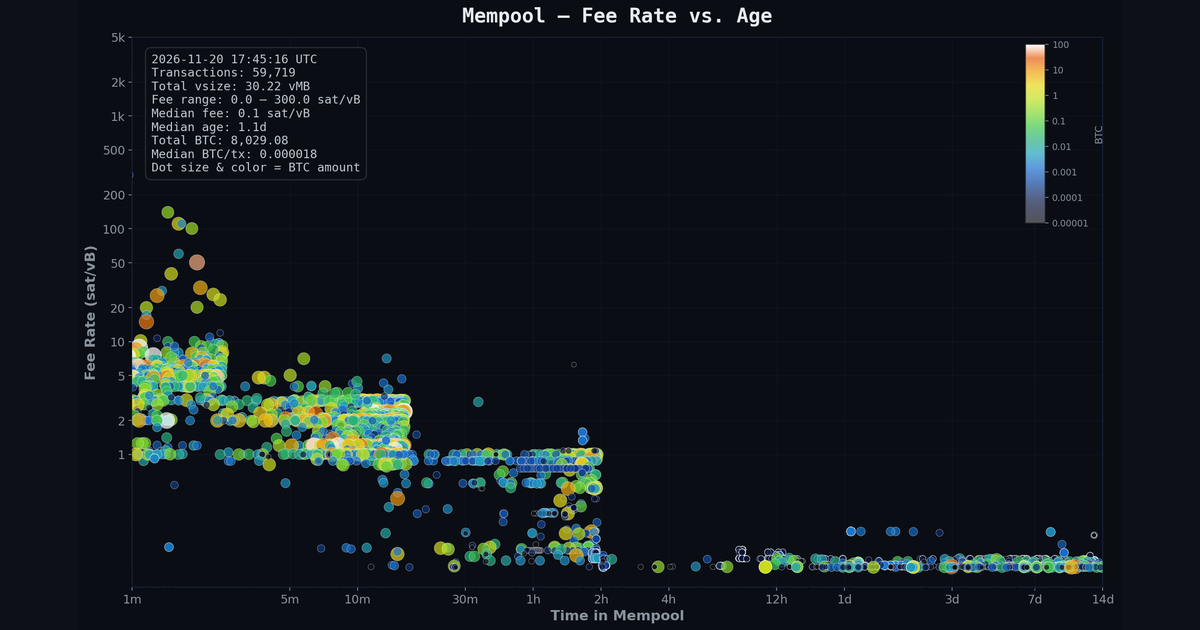 Mempool — Fee Rate vs. Age
2026-11-20 17:45:16 UTC
Transactions: 59,719
Total vsize: 30.22 vMB
Fee range: 0.0 — 300.0 sat/vB
Median fee: 0.1 sat/vB
Median age: 1.1d
Total BTC: 8,029.08
Median BTC/tx: 0.000018
Dot size & color = BTC amount
100
10
1
0.1
0.01
0.001
0.0001
0.00001
BTC
5k
2k
1k
500
200
100
50
20
10
5
2
1
Fee Rate (sat/vB)
1m
5m
10m
30m
1h
2h
4h
12h
1d
3d
7d
14d
Time in Mempool